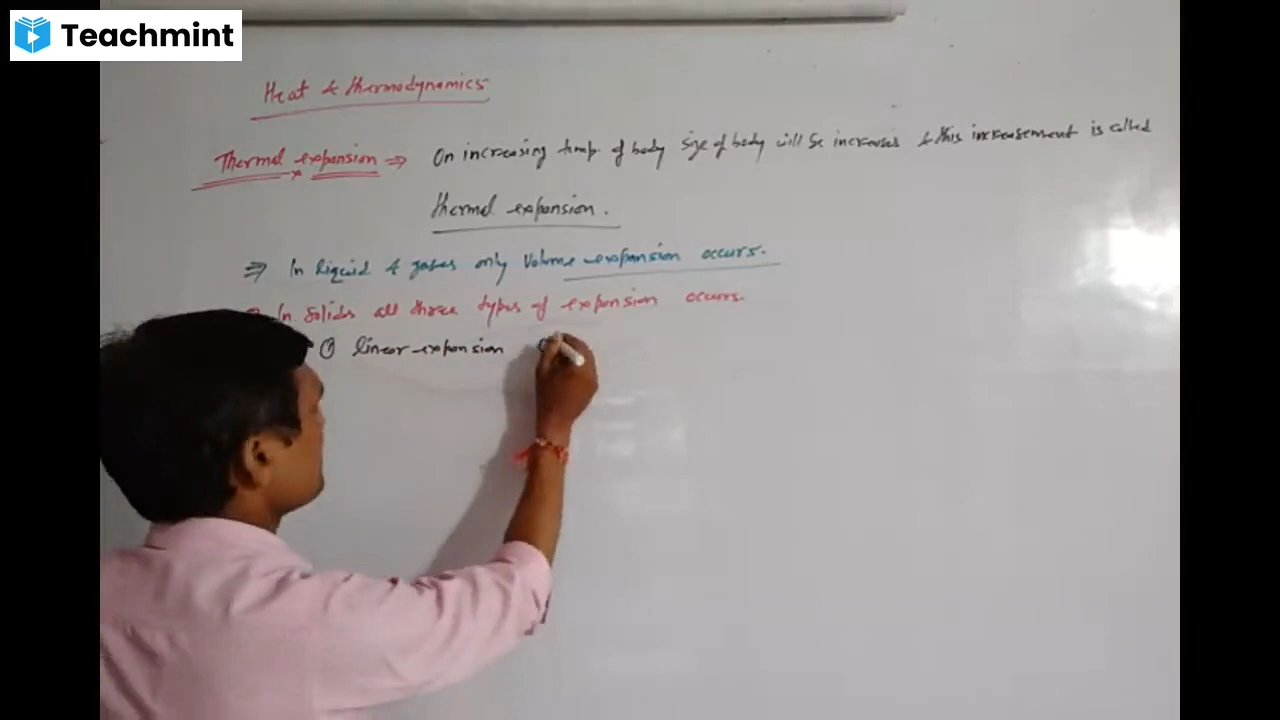 Teachmint
Heat & thermodynamics
Thermal expansion ⇒ On increasing temp of body size of body will be increases & this increasement is called
thermal expansion.
⇒ In liquid & gases only volume expansion occurs.
In solids all three types of expansion occurs.
① linear expansion